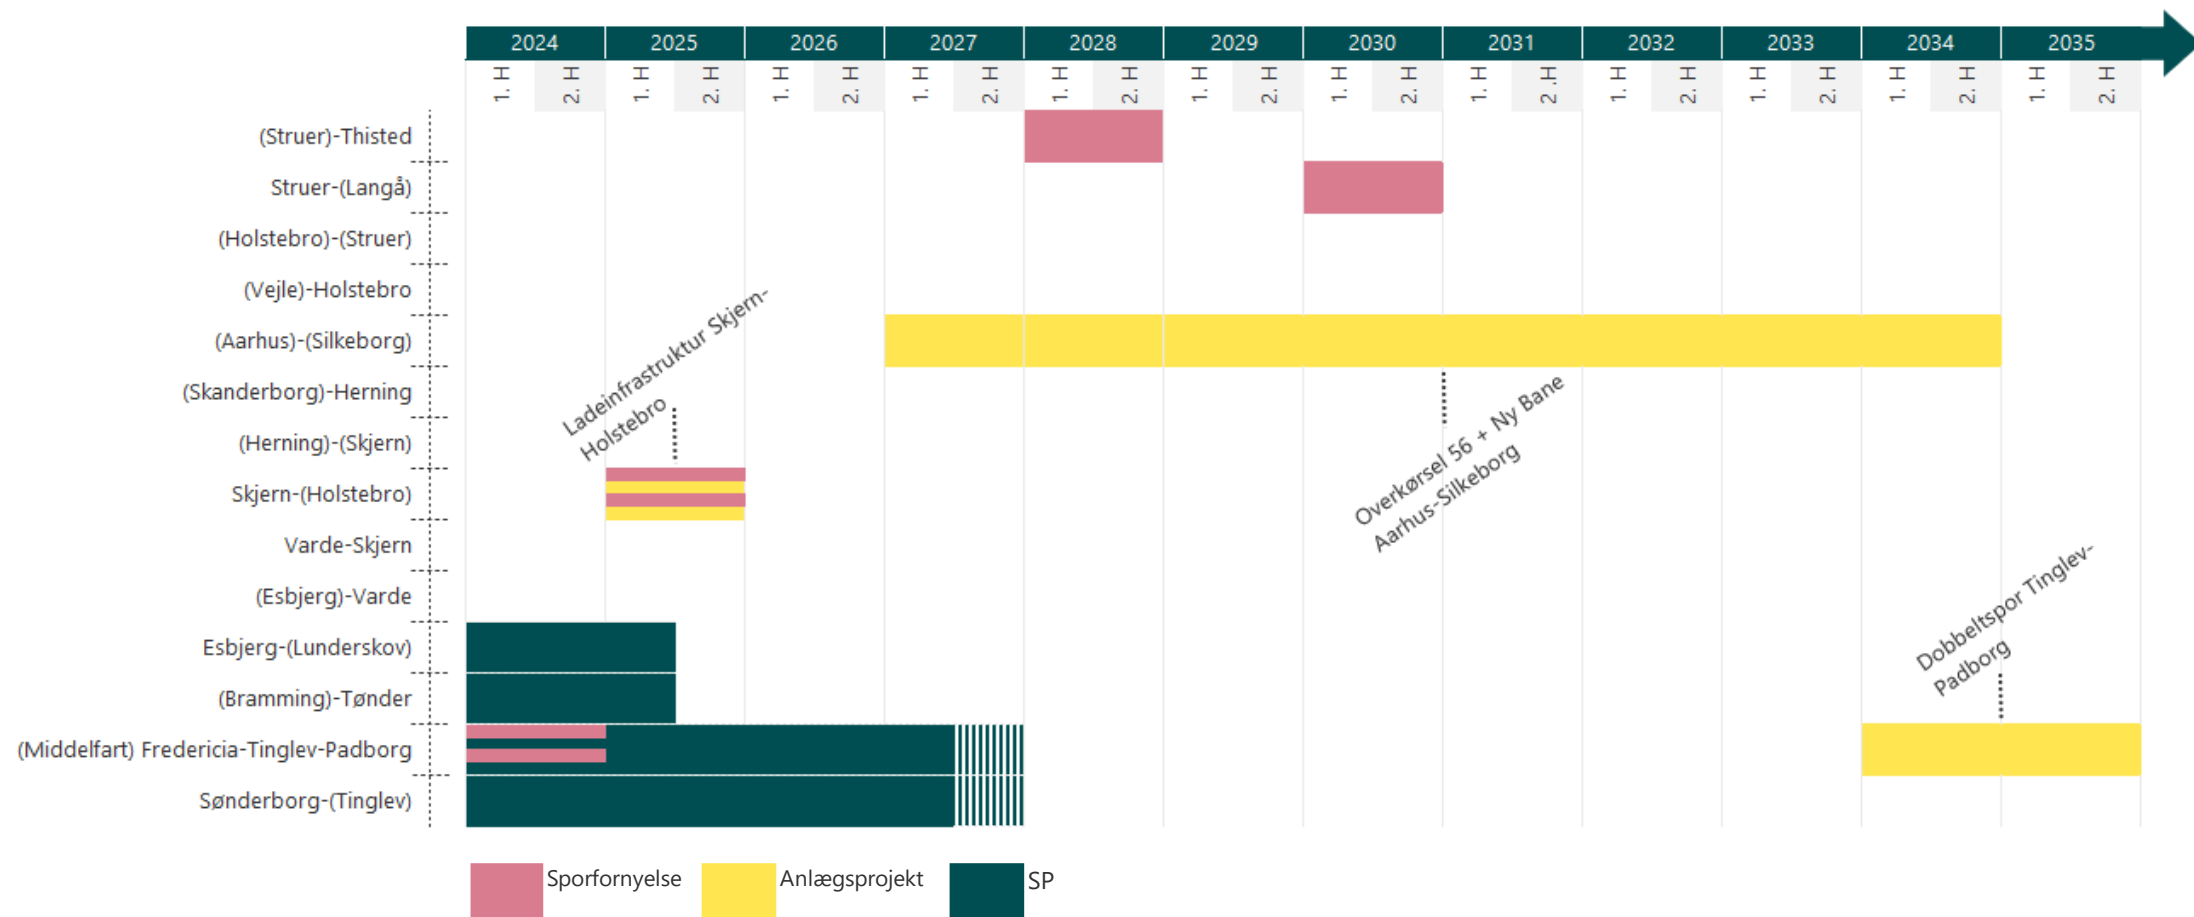 2024 2025 2026 2027 2028 2029 2030 2031 2032 2033 2034 2035
1. H 2. H 1. H 2. H 1. H 2. H 1. H 2. H 1. H 2. H 1. H 2. H 1. H 2. H 1. H 2 .H 1. H 2. H 1. H 2. H 1. H 2. H 1. H 2. H
(Struer)-Thisted
Struer-(Langå)
(Holstebro)-(Struer)
(Vejle)-Holstebro
(Aarhus)-(Silkeborg)
(Skanderborg)-Herning
(Herning)-(Skjern)
Skjern-(Holstebro)
Varde-Skjern
(Esbjerg)-Varde
Esbjerg-(Lunderskov)
(Bramming)-Tønder
(Middelfart) Fredericia-Tinglev-Padborg
Sønderborg-(Tinglev)
Ladeinfrastruktur Skjern-
Holstebro
Overkørsel 56 + Ny Bane
Aarhus-Silkeborg
Dobbeltspor Tinglev-
Padborg
Sporfornyelse
Anlægsprojekt
SP